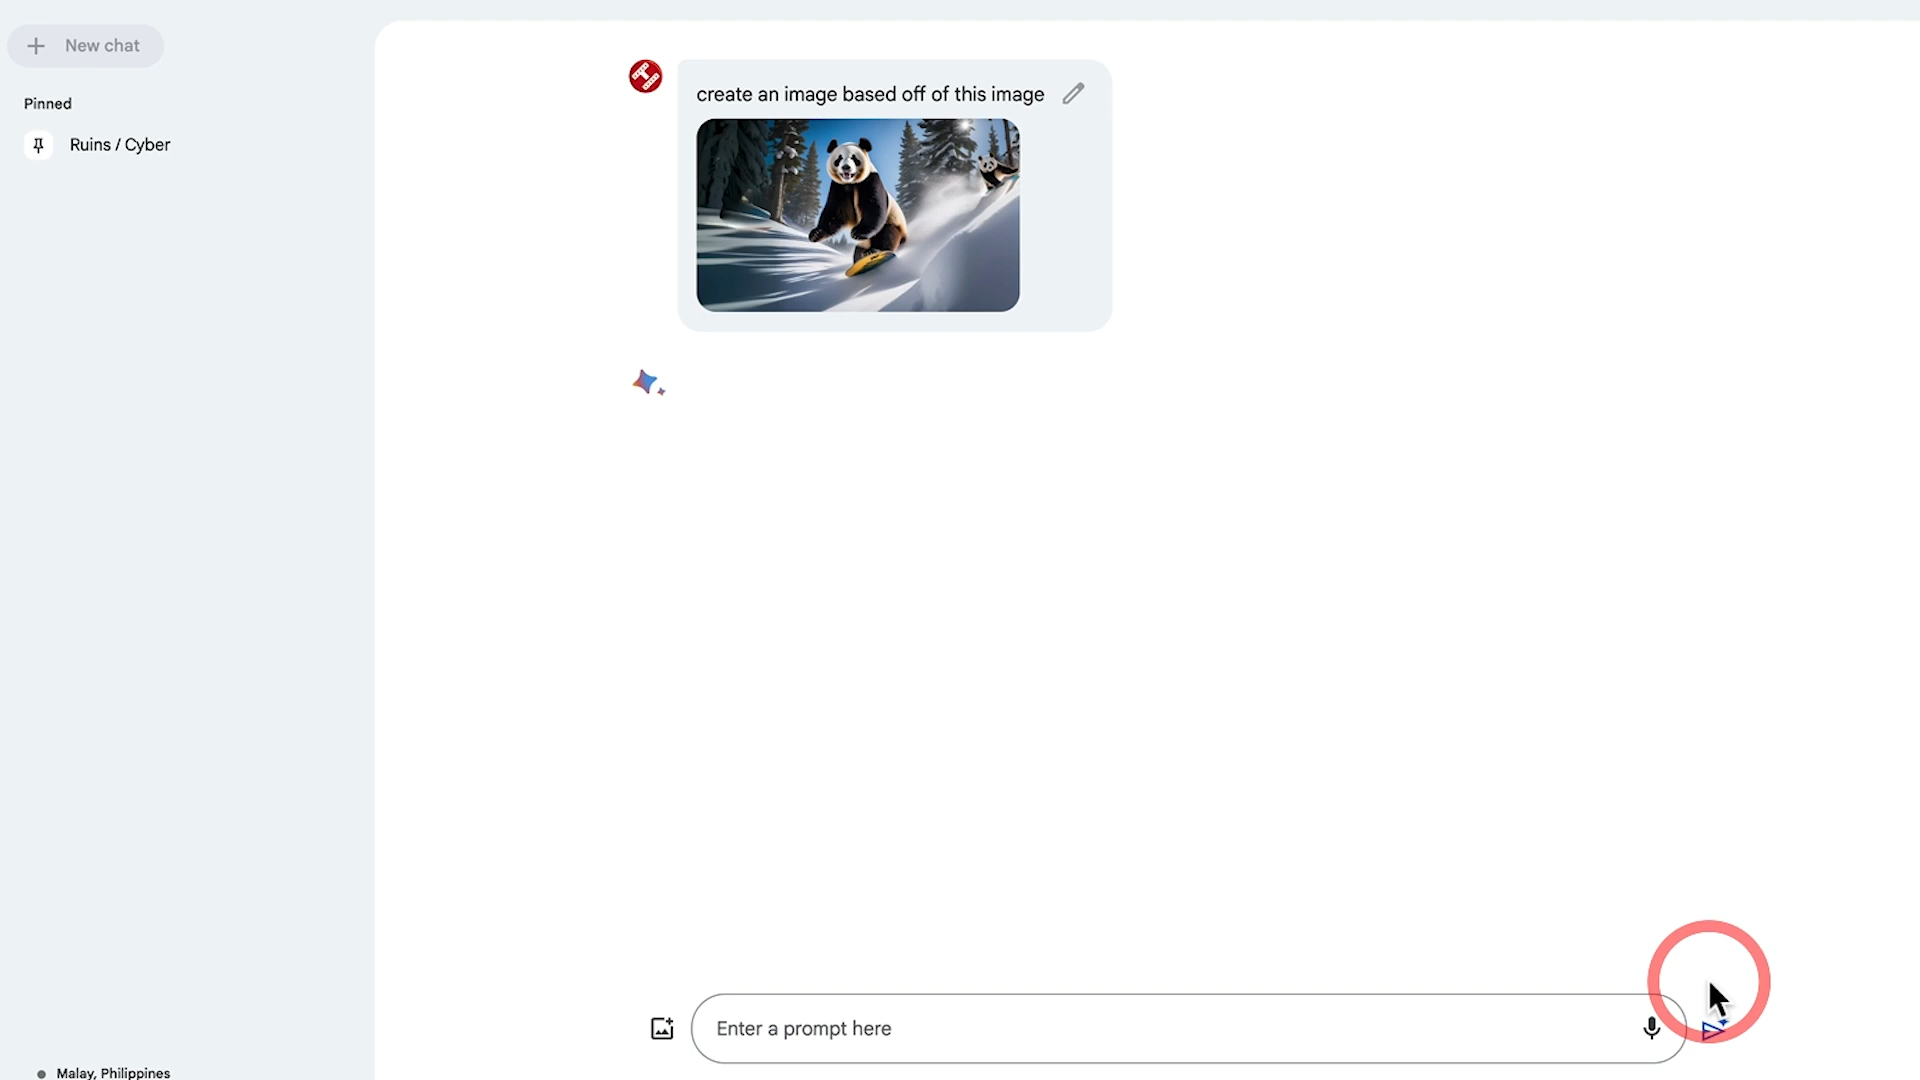 New chat
Pinned
Ruins / Cyber
create an image based off of this image
Enter a prompt here
Malay, Philippines